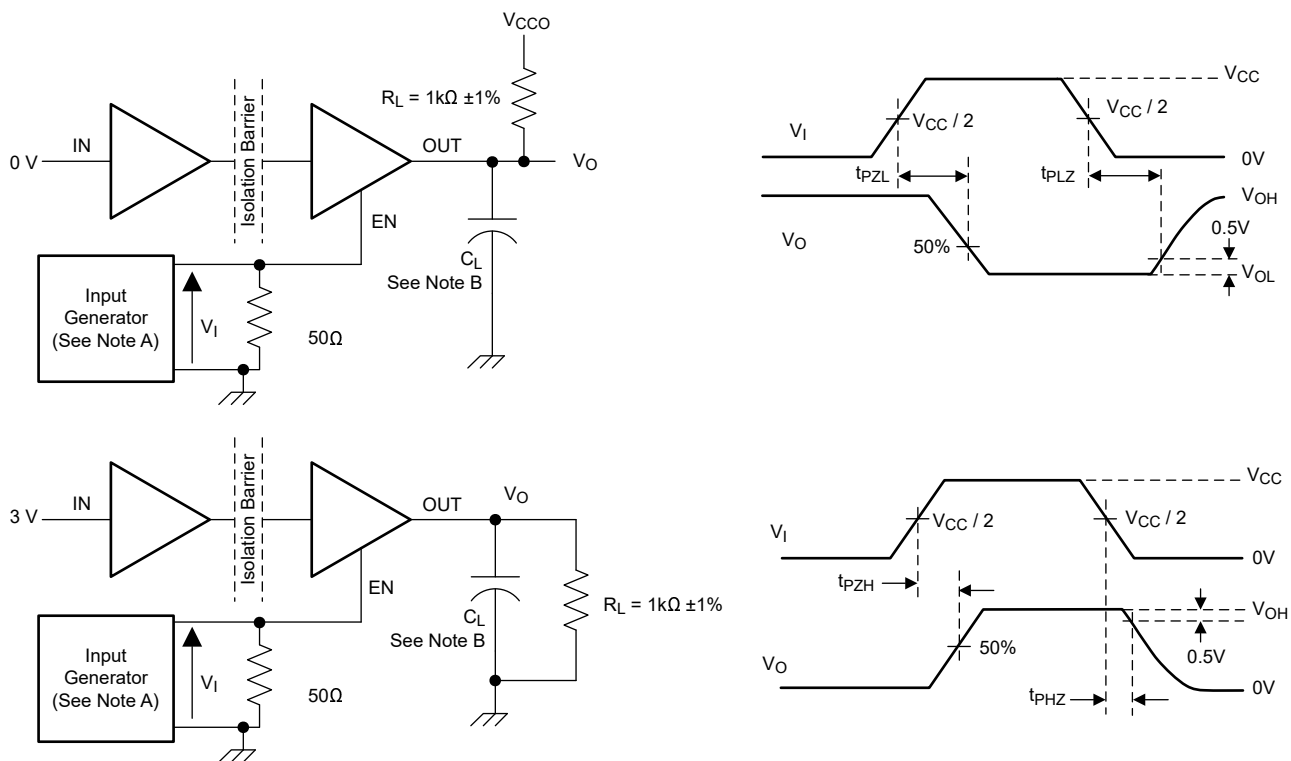 VCCO
RL = 1kΩ ±1%
0 V
IN
Isolation Barrier
OUT
VO
EN
CL
See Note B
Input
Generator
(See Note A)
VI
50Ω
VCC
VI
VCC / 2
VCC / 2
0V
tPZL
tPLZ
VOH
0.5V
VO
50%
VOL
3 V
IN
Isolation Barrier
OUT
VO
EN
CL
See Note B
RL = 1kΩ ±1%
Input
Generator
(See Note A)
VI
50Ω
VCC
VI
VCC / 2
VCC / 2
0V
tPZH
VOH
0.5V
VO
50%
tPHZ
0V